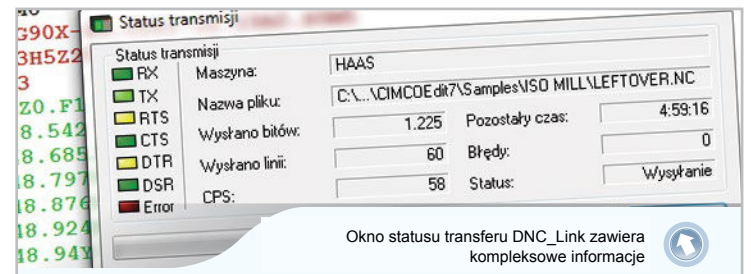 G90X-
3H5Z2
3
Z0.F1
8.542
8.685
8.797
18.876
18.924
48.94Y
Status transmisji
Status transmisji
RX
TX
RTS
CTS
DTR
DSR
Error
Maszyna: HAAS
Nazwa pliku: C:\...\CIMCOEdit7\Samples\ISO MILL\LEFTOVER.NC
Wysłano bitów: 1.225 Pozostały czas: 4:59:16
Wysłano linii: 60 Błędy: 0
CPS: 58 Status: Wysyłanie
Okno statusu transferu DNC_Link zawiera
kompleksowe informacje